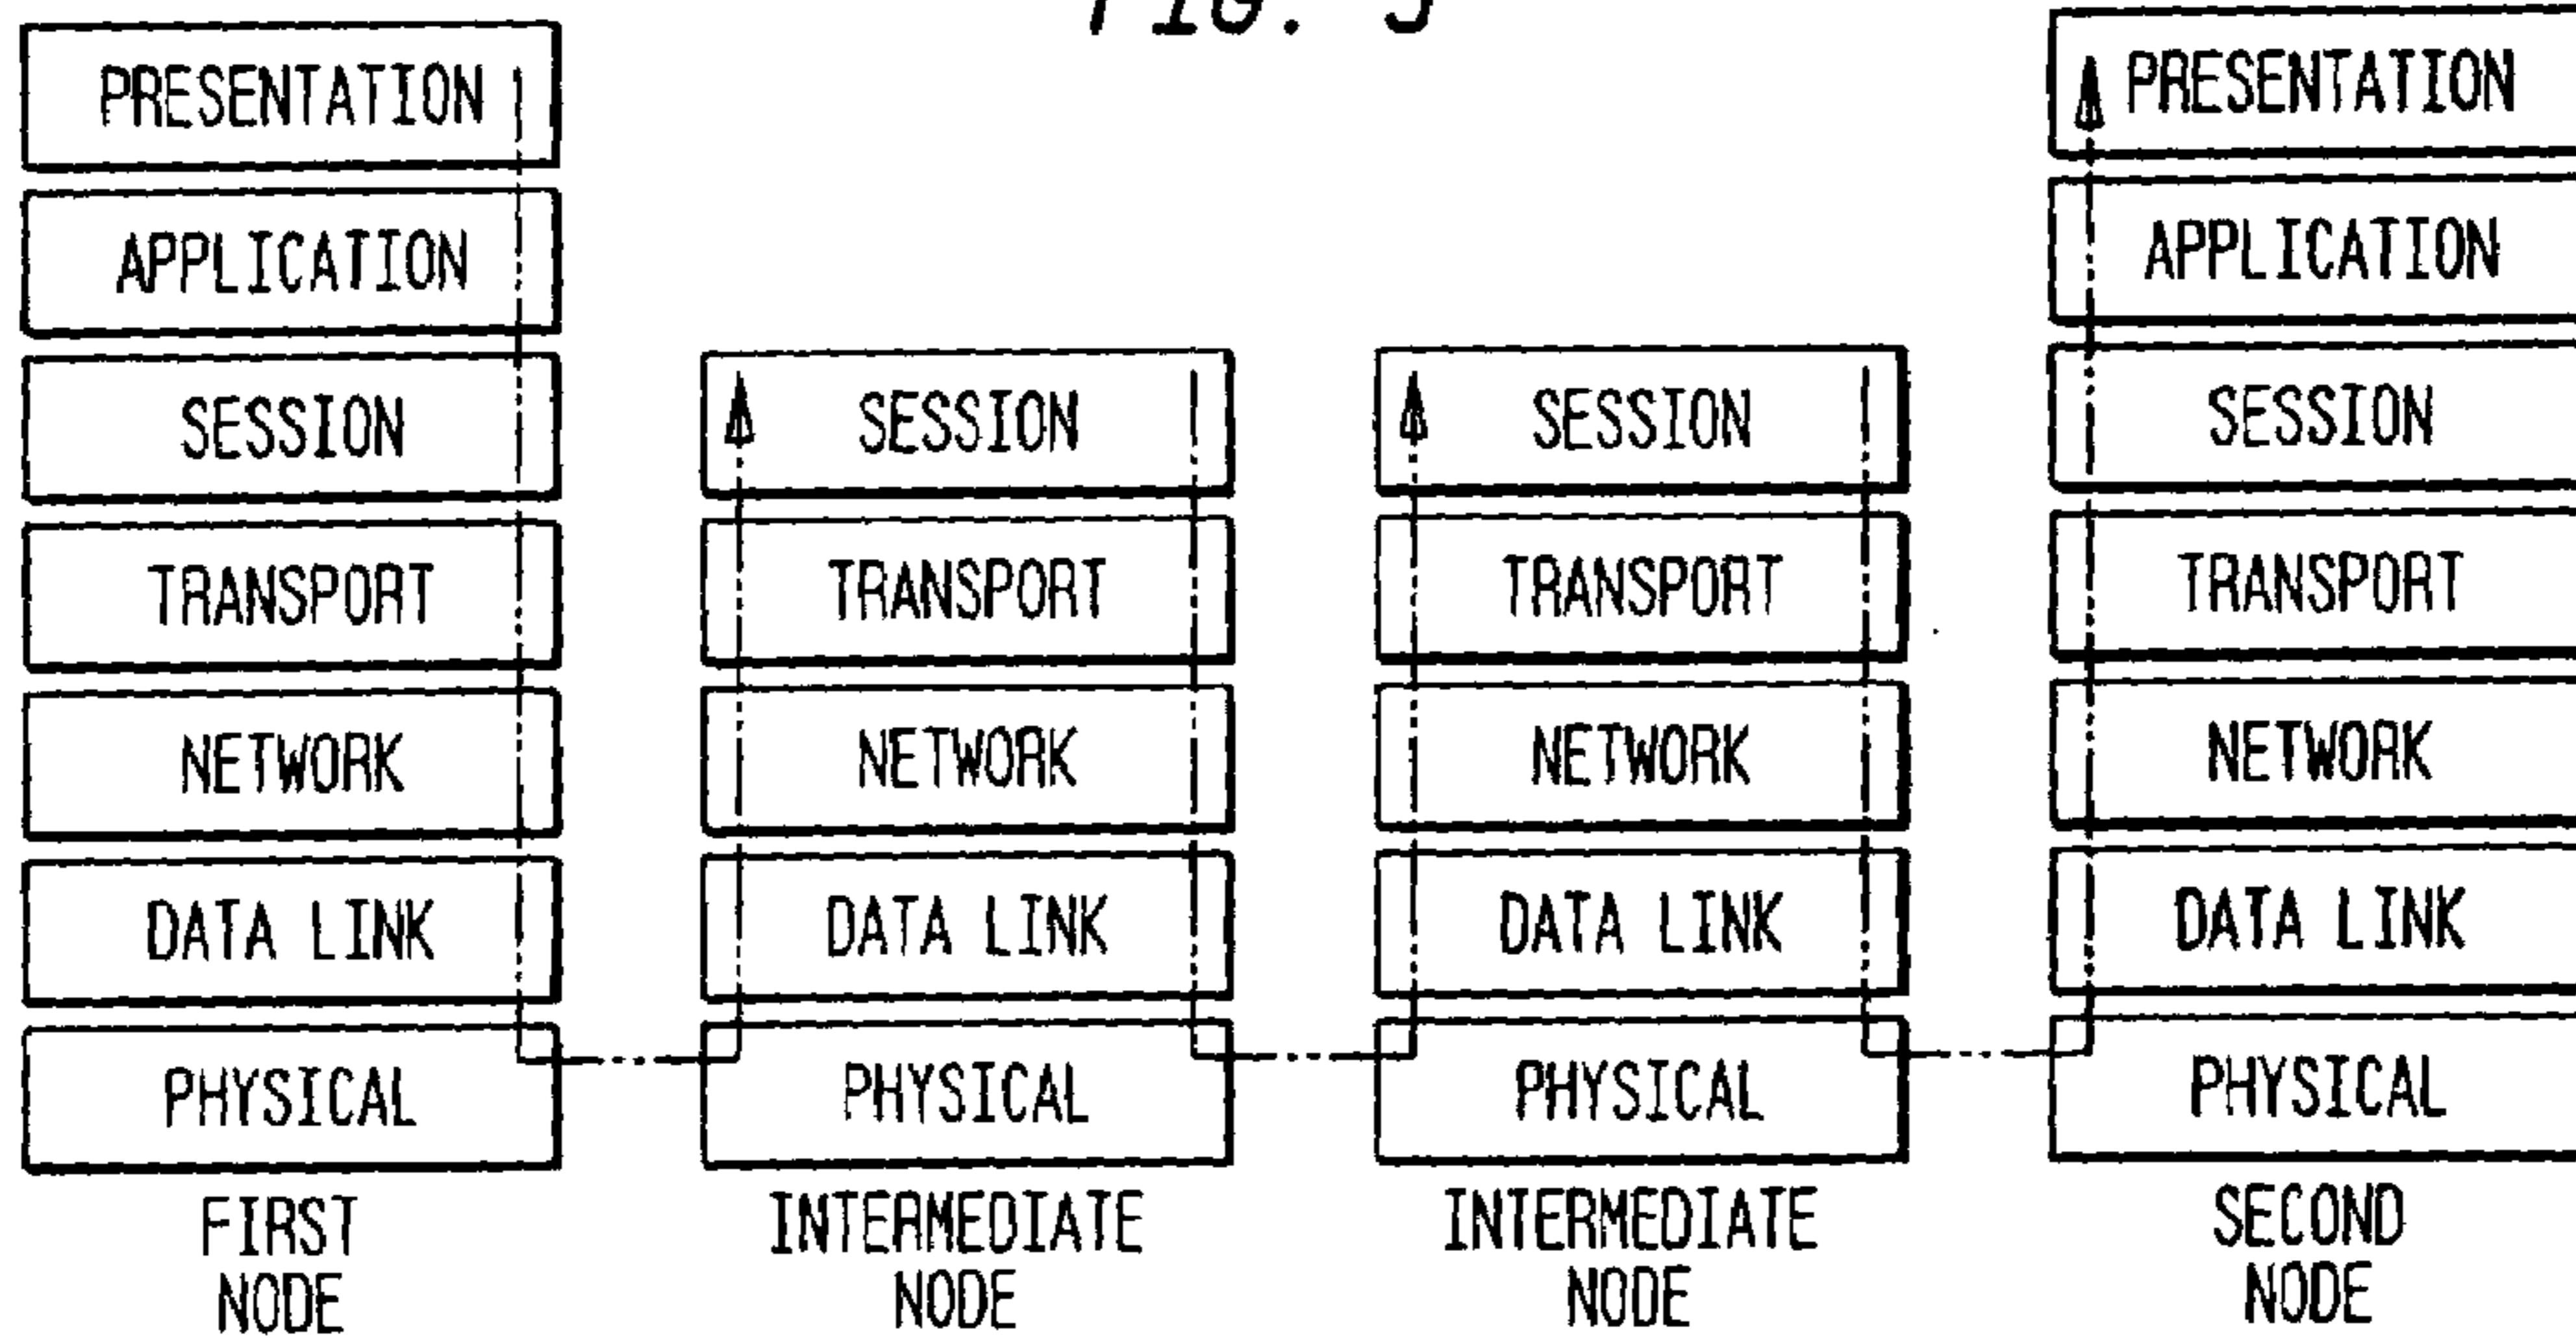 FIG.
PRESENTATION
APPLICATION
SESSION
TRANSPORT
NETWORK
DATA LINK
PHYSICAL
FIRST
NODE
SESSION
TRANSPORT
NETWORK
DATA LINK
PHYSICAL
INTERMEDIATE
NODE
SESSION
TRANSPORT
NETWORK
DATA LINK
PHYSICAL
INTERMEDIATE
NODE
PRESENTATION
APPLICATION
SESSION
TRANSPORT
NETWORK
DATA LINK
PHYSICAL
SECOND
NODE